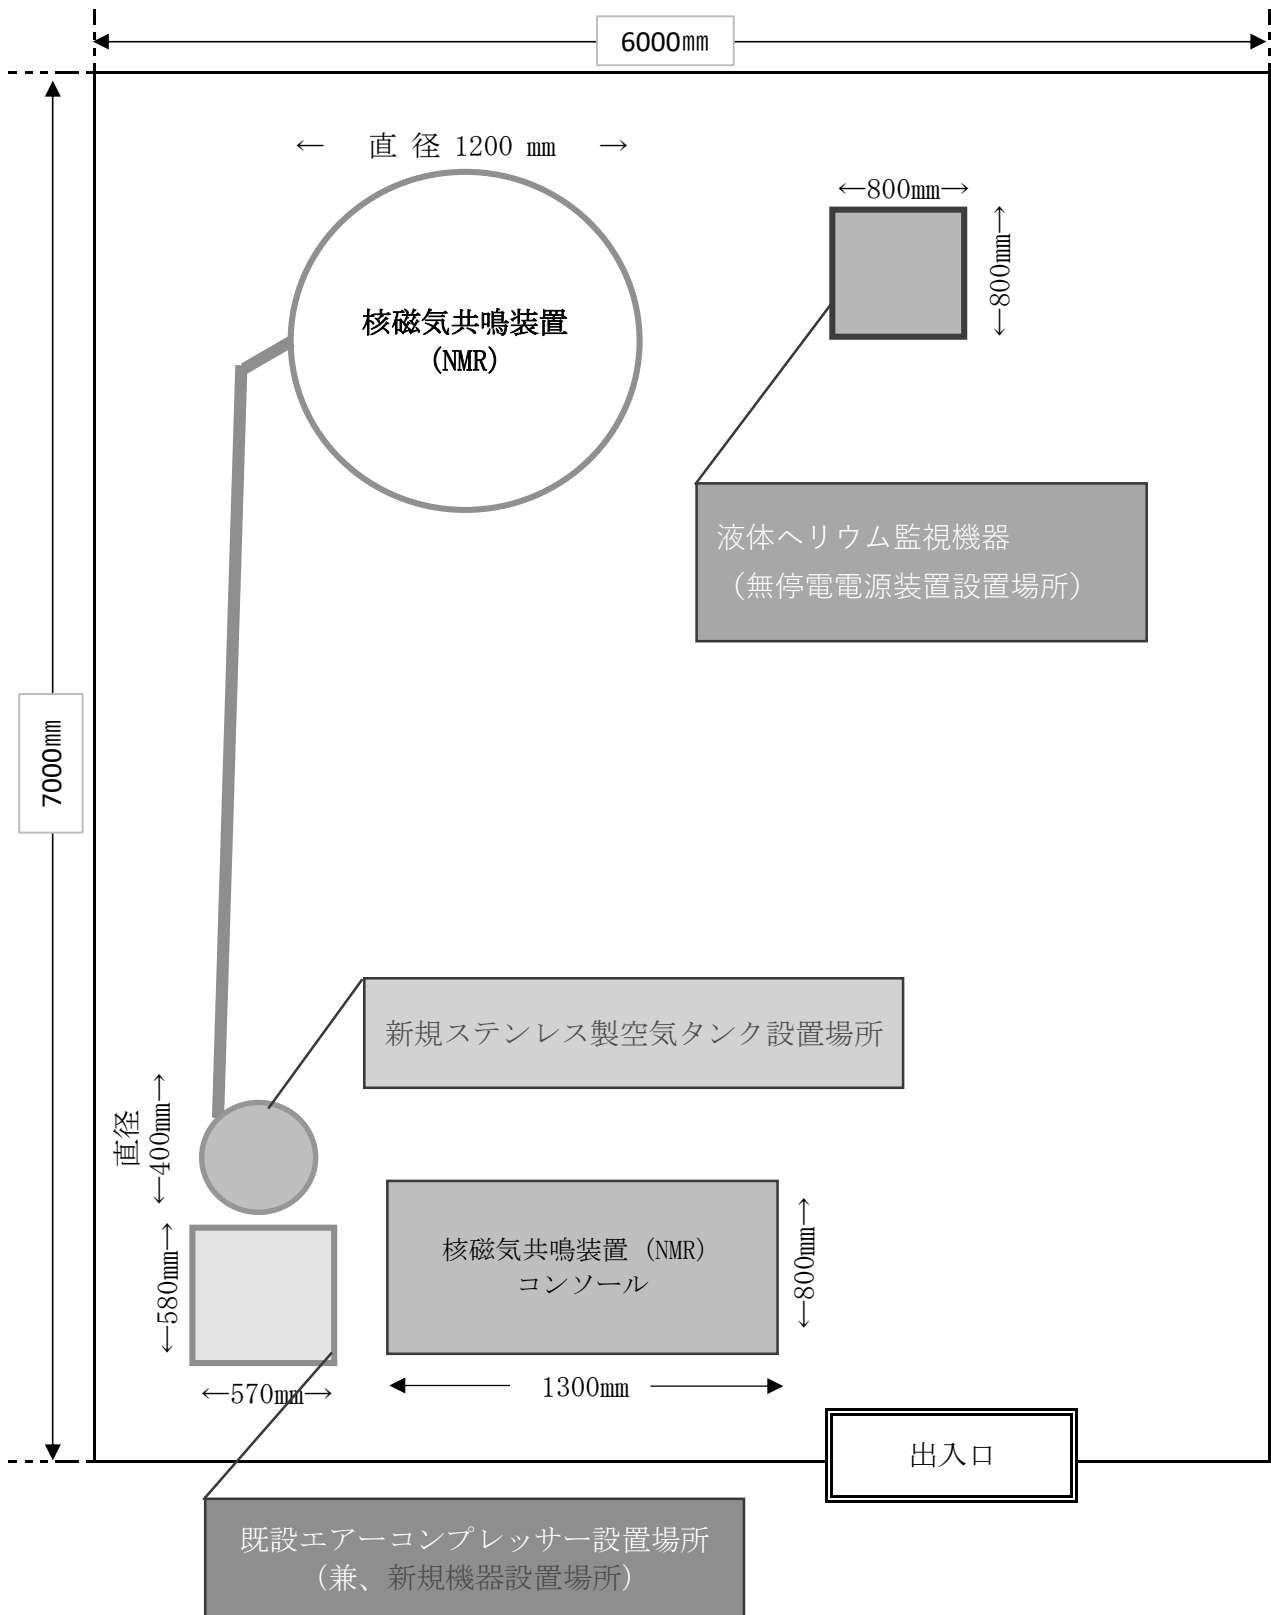 6000㎜
← 直 径 1200 mm →
←800mm→
←800mm→
核磁気共鳴装置
(NMR)
液体ヘリウム監視機器
（無停電電源装置設置場所）
7000㎜
新規ステンレス製空気タンク設置場所
直径
←400mm→
←580mm→
核磁気共鳴装置 (NMR)
コンソール
←800mm→
←570mm→
1300mm
出入口
既設エアーコンプレッサー設置場所
（兼、新規機器設置場所）